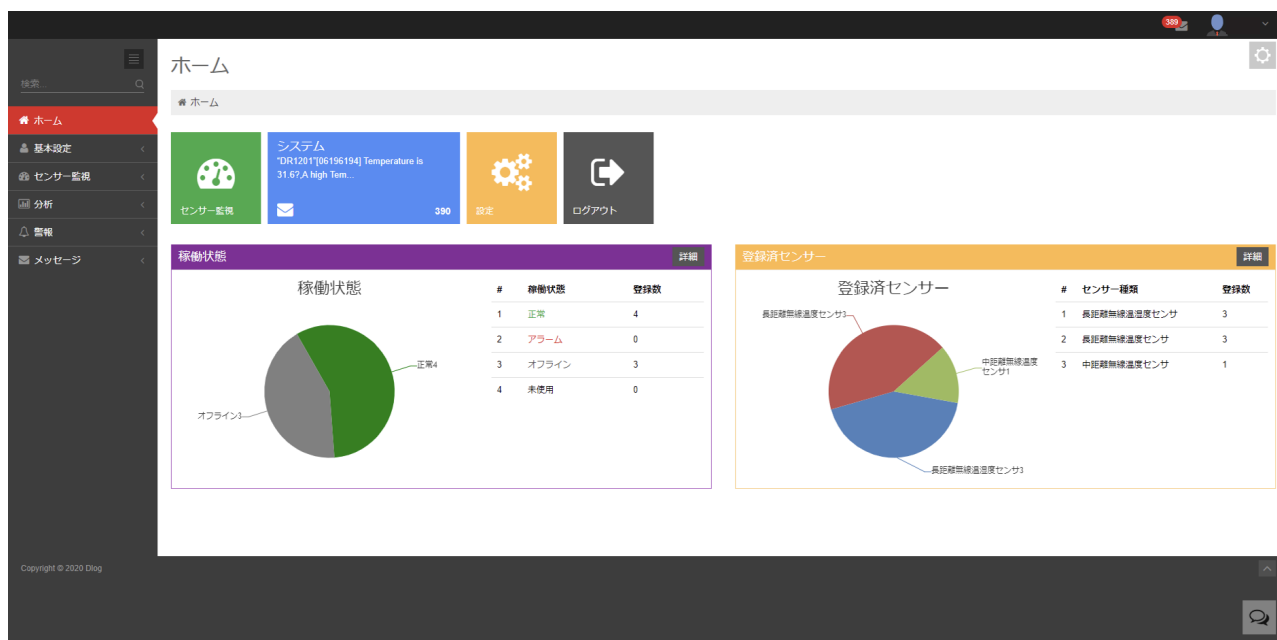 389
検索...
ホーム
基本設定
センサー監視
分析
警報
メッセージ
ホーム
ホーム
センサー監視
システム
"DR1201"[06196194] Temperature is
31.6?,A high Tem...
390
設定
ログアウト
稼働状態
詳細
稼働状態
正常4
オフライン3
# 稼働状態 登録数
1 正常 4
2 アラーム 0
3 オフライン 3
4 未使用 0
登録済センサー
詳細
登録済センサー
長距離無線温度センサ3
中距離無線温度
センサ1
長距離無線温湿度センサ3
# センサー種類 登録数
1 長距離無線温湿度センサ 3
2 長距離無線温度センサ 3
3 中距離無線温度センサ 1
Copyright © 2020 Dlog